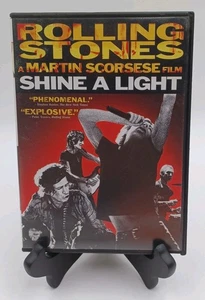 ROLLING
STONES
A MARTIN SCORSESE FILM
SHINE A LIGHT
"PHENOMENAL."
"EXPLOSIVE."